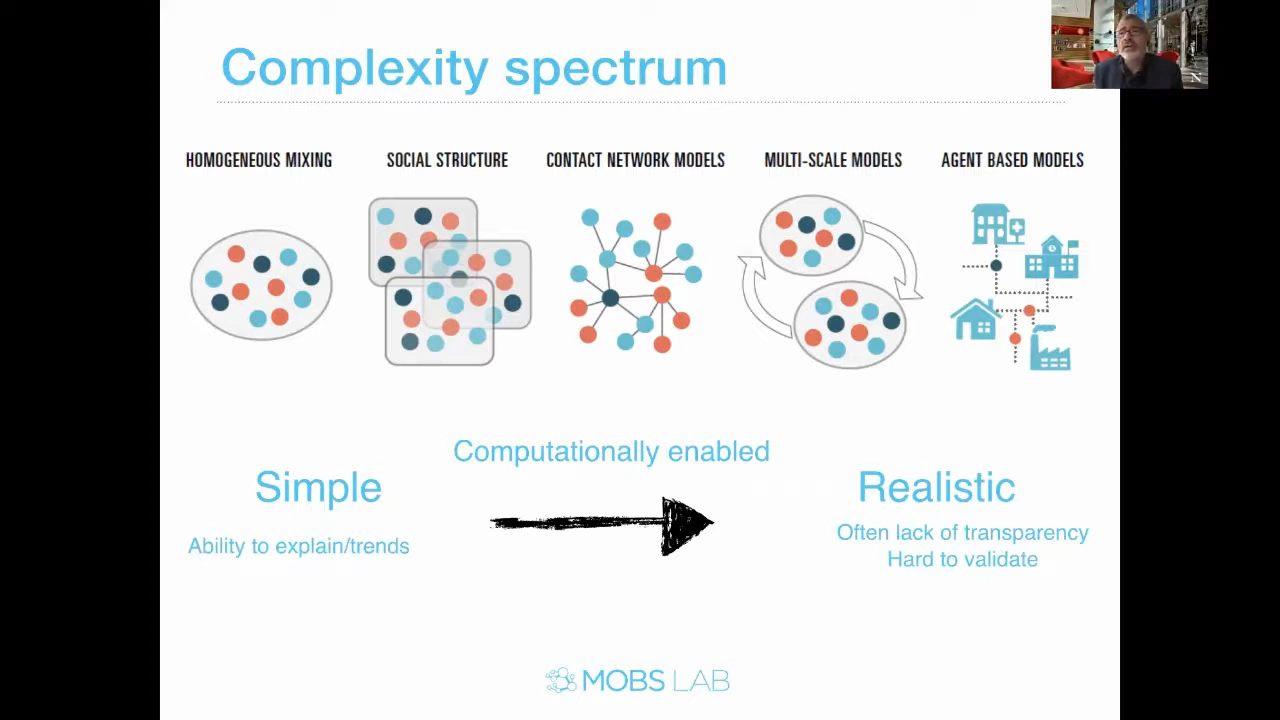 Complexity spectrum
N
HOMOGENEOUS MIXING
SOCIAL STRUCTURE
CONTACT NETWORK MODELS
MULTI-SCALE MODELS
AGENT BASED MODELS
Computationally enabled
Simple
Realistic
Ability to explain/trends
Often lack of transparency
Hard to validate
MOBS LAB